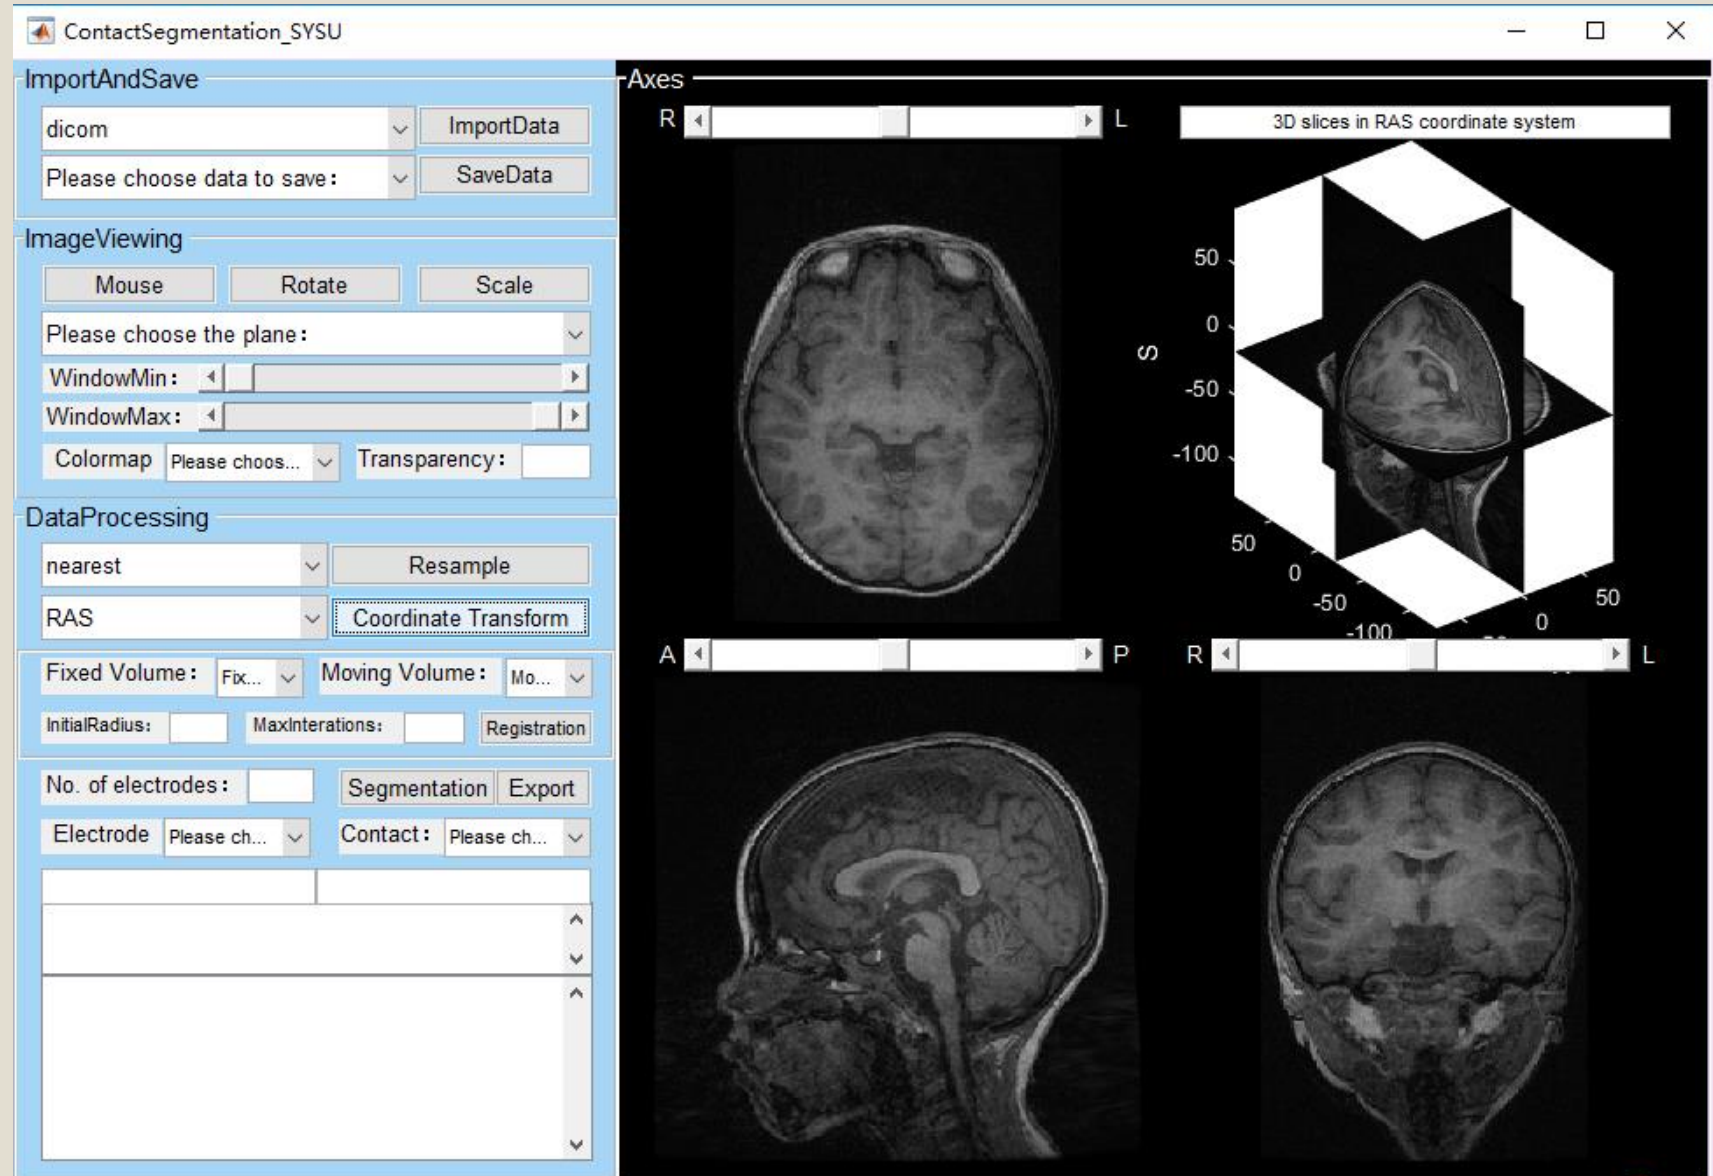 ContactSegmentation_SYSU
ImportAndSave
dicom ImportData
Please choose data to save: SaveData
ImageViewing
Mouse Rotate Scale
Please choose the plane:
WindowMin:
WindowMax:
Colormap Please choos... Transparency:
DataProcessing
nearest Resample
RAS Coordinate Transform
Fixed Volume: Fix... Moving Volume: Mo...
InitialRadius: MaxInterations: Registration
No. of electrodes: Segmentation Export
Electrode Please ch... Contact: Please ch...
Axes
R L
3D slices in RAS coordinate system
S
50
0
-50
-100
50
0
-50
-100
0
50
A P
R L